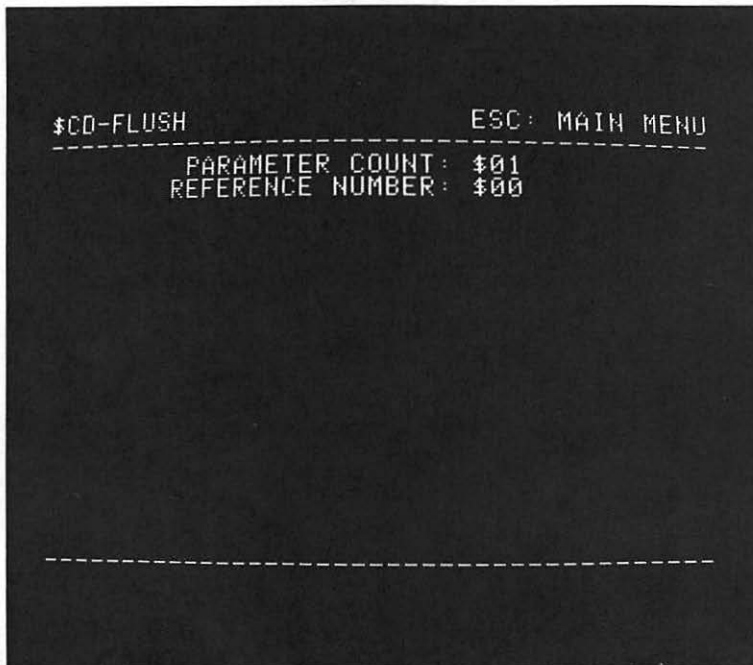 $CD-FLUSH ESC: MAIN MENU
PARAMETER COUNT: $01
REFERENCE NUMBER: $00